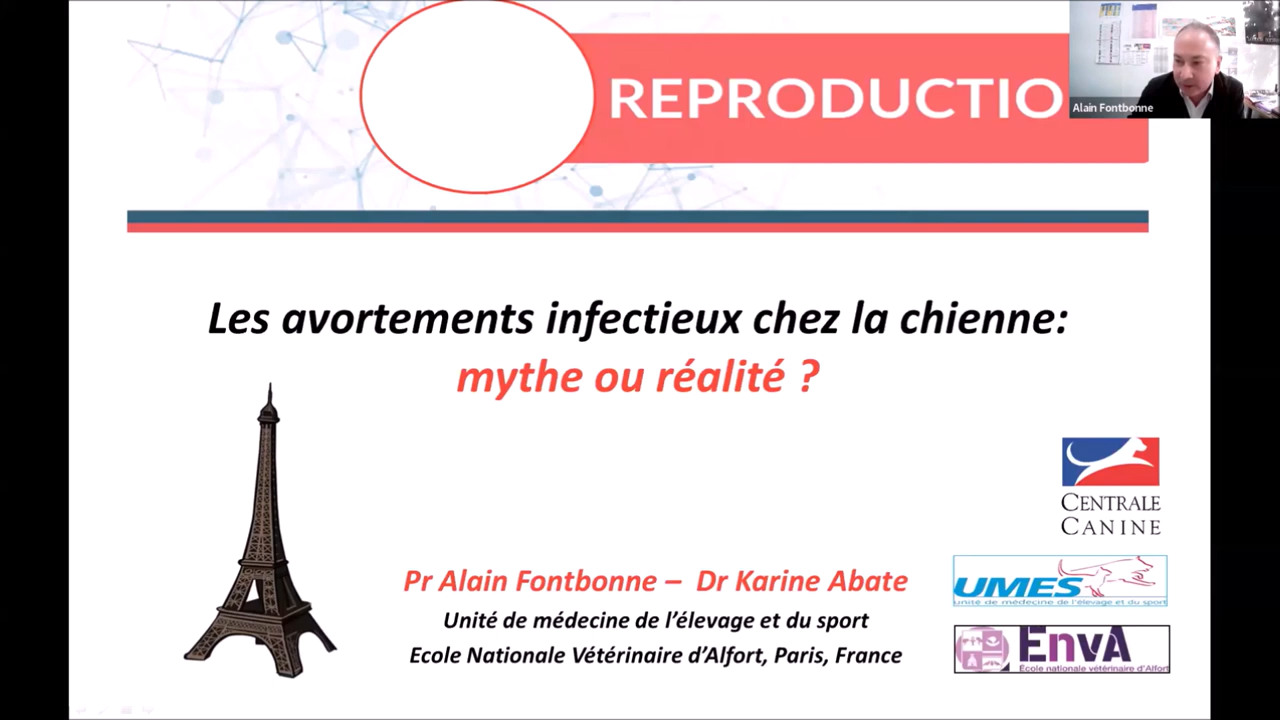 REPRODUCTIO
Alain Fontbonne
Les avortements infectieux chez la chienne:
mythe ou réalité ?
CENTRALE
CANINE
UMES
unité de médecine de l'élevage et du sport
Pr Alain Fontbonne – Dr Karine Abate
Unité de médecine de l'élevage et du sport
Ecole Nationale Vétérinaire d'Alfort, Paris, France
EnvA
Ecole nationale vétérinaire d'Alfort